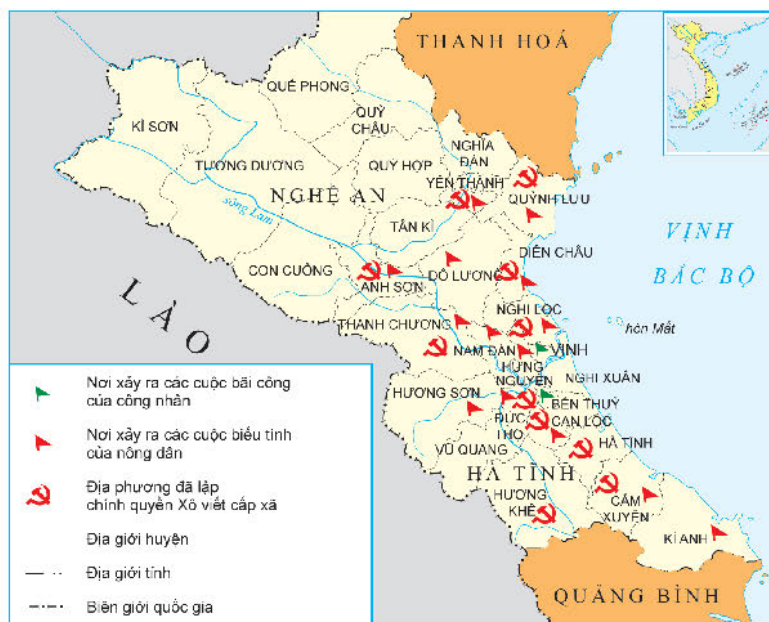 THANH HOÁ
QUẾ PHONG
KÌ SƠN
QUỲ
CHÂU
NGHĨA
ĐÀN
TƯƠNG DƯƠNG
QUỲ HỢP
YÊN THÀNH
NGHỆ AN
QUỲNH LƯU
sông Lam
TÂN KÌ
VỊNH
BẮC BỘ
DIỄN CHÂU
CON CUÔNG
ĐÔ LƯƠNG
ANH SƠN
LÀO
NGHI LỘC
THANH CHƯƠNG
hòn Mắt
NAM ĐÀN
VINH
HƯNG
NGUYÊN
NGHI XUÂN
HƯƠNG SƠN
BẾN THUỶ
ĐỨC
THỌ
CAN LỘC
HÀ TĨNH
VŨ QUANG
HÀ TĨNH
HƯƠNG
KHÊ
CẨM
XUYÊN
KÌ ANH
QUẢNG BÌNH
Nơi xảy ra các cuộc bãi công
của công nhân
Nơi xảy ra các cuộc biểu tình
của nông dân
Địa phương đã lập
chính quyền Xô viết cấp xã
Địa giới huyện
Địa giới tỉnh
Biên giới quốc gia